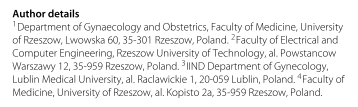 Author details
¹Department of Gynaecology and Obstetrics, Faculty of Medicine, University
of Rzeszow, Lwowska 60, 35-301 Rzeszow, Poland. ²Faculty of Electrical and
Computer Engineering, Rzeszow University of Technology, al. Powstancow
Warszawy 12, 35-959 Rzeszow, Poland. ³IIND Department of Gynecology,
Lublin Medical University, al. Raclawickie 1, 20-059 Lublin, Poland. ⁴Faculty of
Medicine, University of Rzeszow, al. Kopisto 2a, 35-959 Rzeszow, Poland.